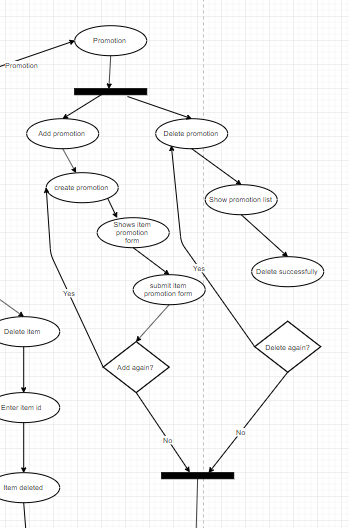 Promotion
Promotion
Add promotion
Delete promotion
create promotion
Show promotion list
Shows item
promotion
form
Yes
Delete successfully
submit item
promotion form
Yes
Delete item
Delete again?
Add again?
Enter item id
No
No
Item deleted